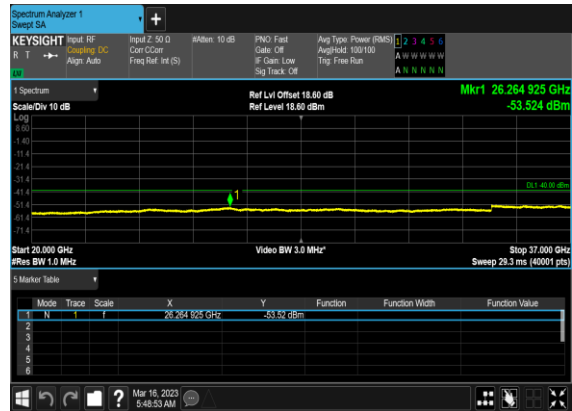 Spectrum Analyzer 1
Swept SA
+
KEYSIGHT Input: RF Input Z: 50 Ω #Atten: 10 dB PNO: Fast Avg Type: Power (RMS) 1 2 3 4 5 6
R T Coupling: DC Corr CCorr Gate: Off Avg|Hold: 100/100 A W W W W W
Align: Auto Freq Ref: Int (S) IF Gain: Low Trig: Free Run
Sig Track: Off A N N N N N
1 Spectrum Ref Lvl Offset 18.60 dB Mkr1 26.264 925 GHz
Scale/Div 10 dB Ref Level 18.60 dBm -53.524 dBm
Log
8.60
-1.40
-11.4
-21.4
-31.4
-41.4
-51.4
-61.4
-71.4
1
DL1 -40.00 dBm
Start 20.000 GHz Video BW 3.0 MHz* Stop 37.000 GHz
#Res BW 1.0 MHz Sweep 29.3 ms (40001 pts)
5 Marker Table
Mode Trace Scale X Y Function Function Width Function Value
1 N 1 f 26.264 925 GHz -53.52 dBm
2
3
4
5
6
? Mar 16, 2023
5:48:53 AM